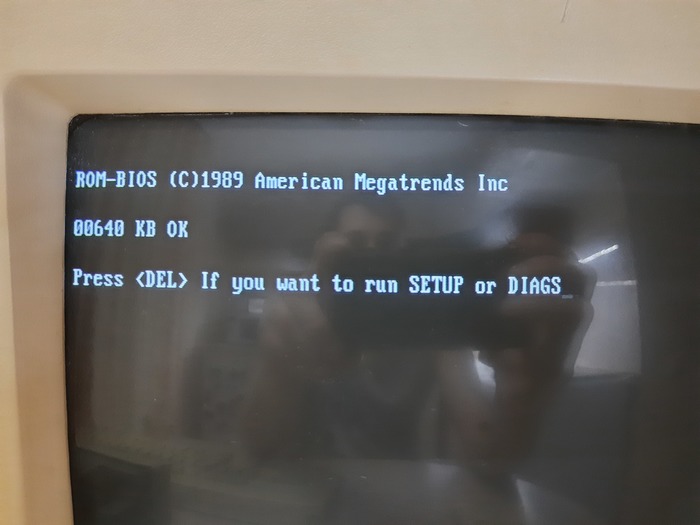 ROM-BIOS (C)1989 American Megatrends Inc
00640 KB OK
Press <DEL> If you want to run SETUP or DIAGS_